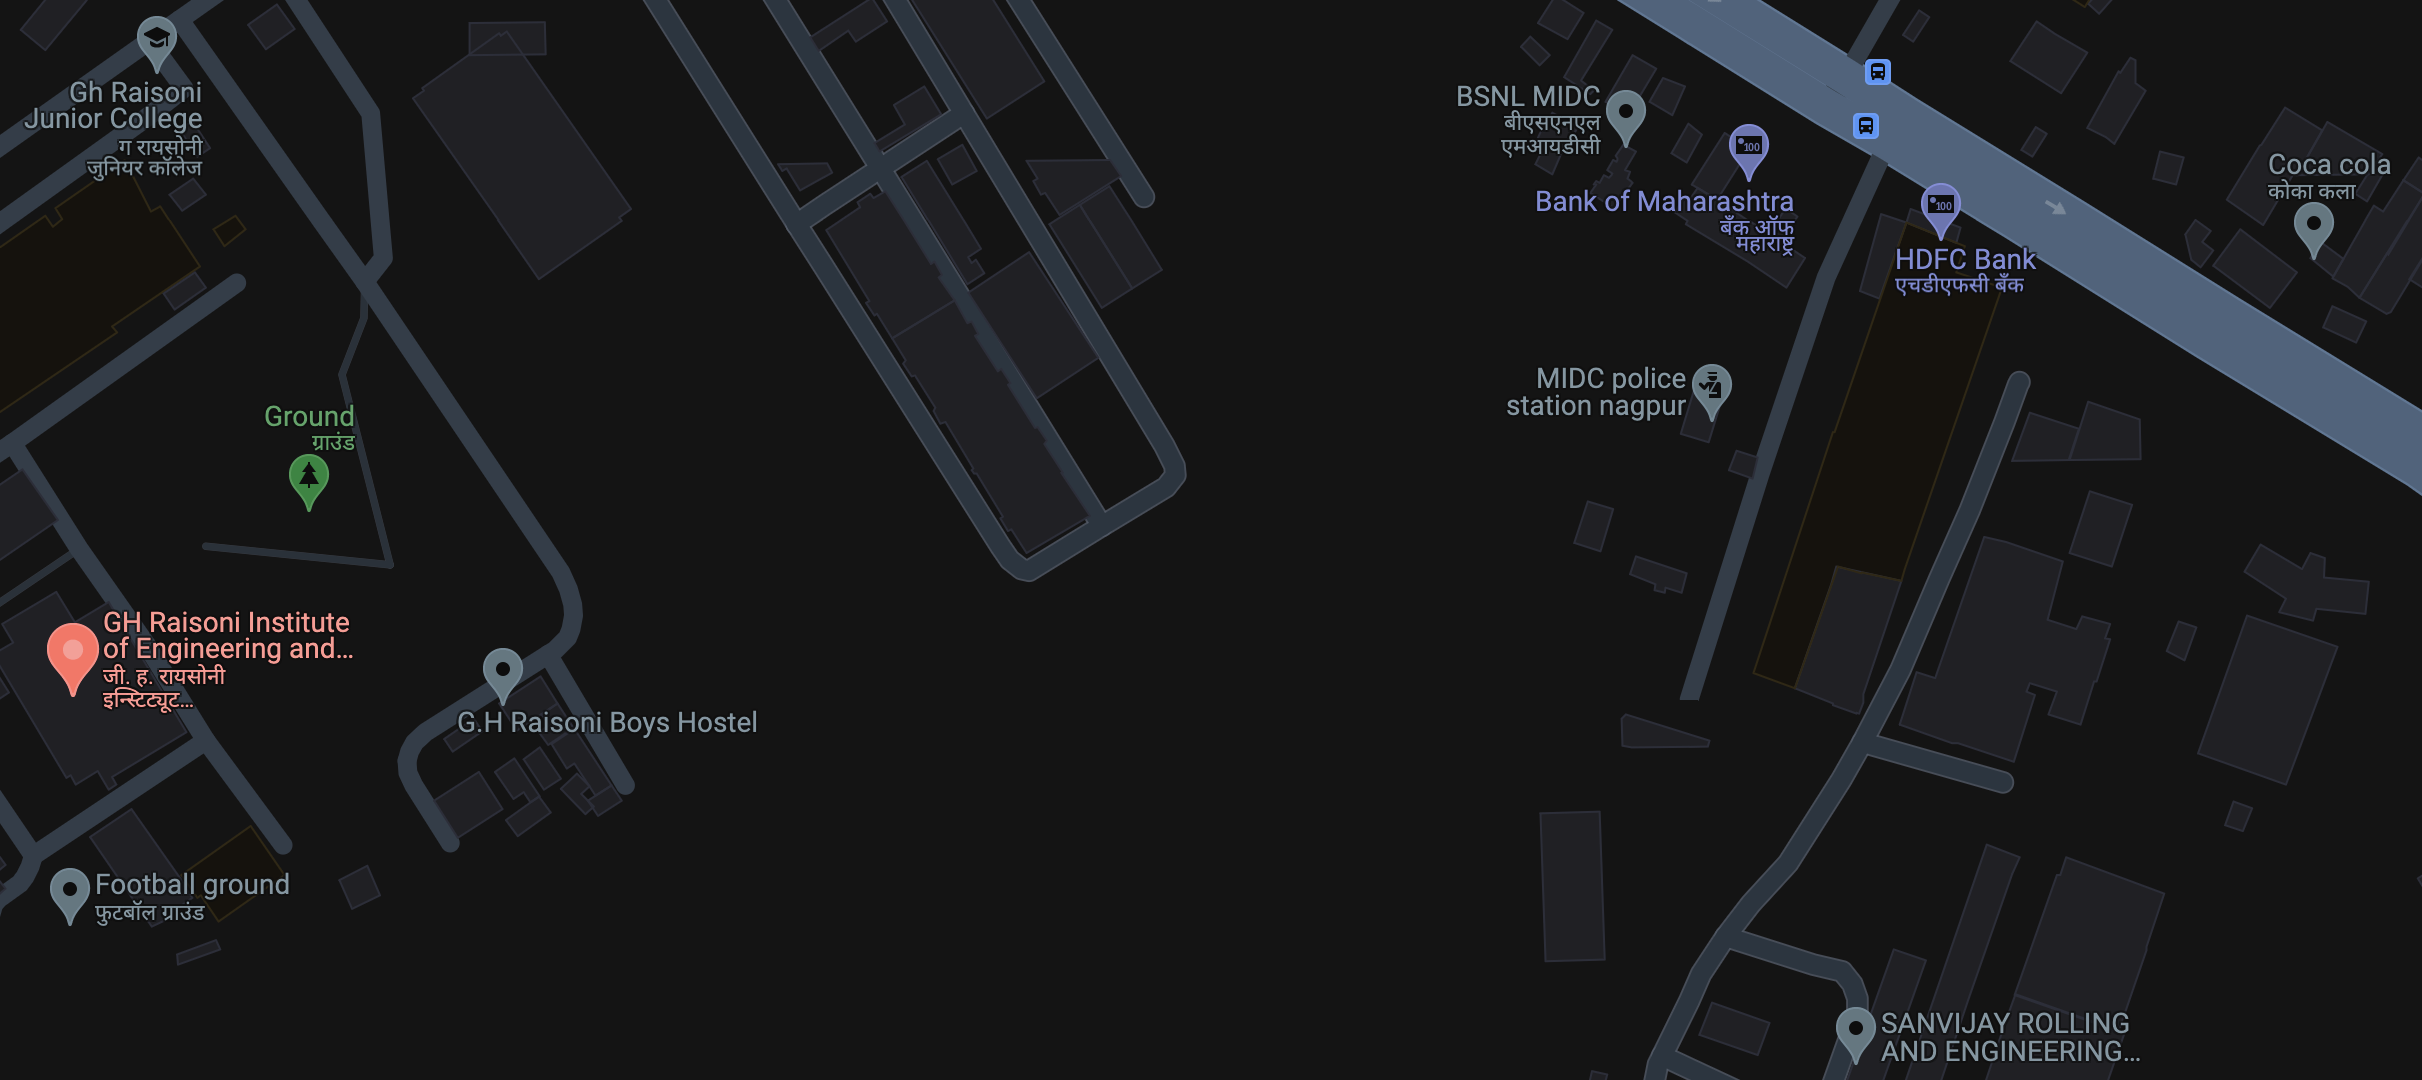 Gh Raisoni
Junior College
ग रायसोनी
जुनियर कॉलेज
BSNL MIDC
बीएसएनएल
एमआयडीसी
100
Bank of Maharashtra
बँक ऑफ
महाराष्ट्र
100
HDFC Bank
एचडीएफसी बँक
Coca cola
कोका कला
MIDC police
station nagpur
Ground
ग्राउंड
GH Raisoni Institute
of Engineering and...
जी. ह. रायसोनी
इन्स्टिट्यूट...
G.H Raisoni Boys Hostel
Football ground
फुटबॉल ग्राउंड
SANVIJAY ROLLING
AND ENGINEERING...